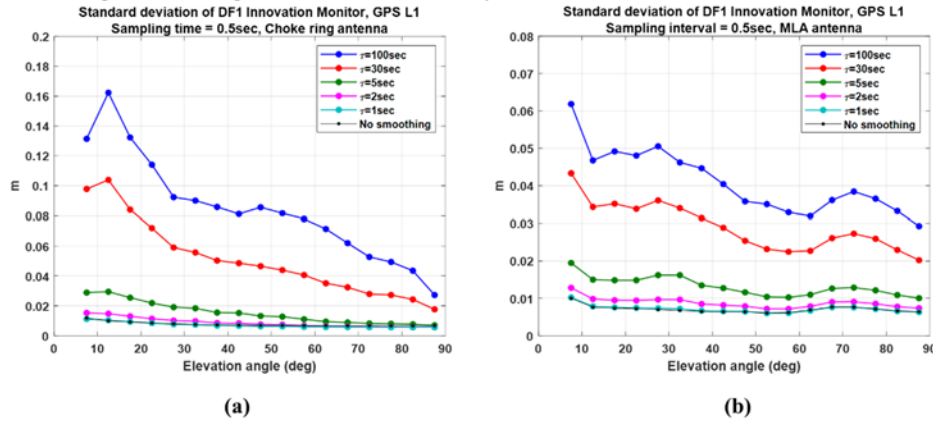 Standard deviation of DF1 Innovation Monitor, GPS L1
Sampling time = 0.5sec, Choke ring antenna
0.2
0.18
0.16
0.14
0.12
0.1
0.08
0.06
0.04
0.02
0
m
τ=100sec
τ=30sec
τ=5sec
τ=2sec
τ=1sec
No smoothing
0 10 20 30 40 50 60 70 80 90
Elevation angle (deg)
(a)
Standard deviation of DF1 Innovation Monitor, GPS L1
Sampling interval = 0.5sec, MLA antenna
0.08
0.07
0.06
0.05
0.04
0.03
0.02
0.01
0
m
τ=100sec
τ=30sec
τ=5sec
τ=2sec
τ=1sec
No smoothing
0 10 20 30 40 50 60 70 80 90
Elevation angle (deg)
(b)